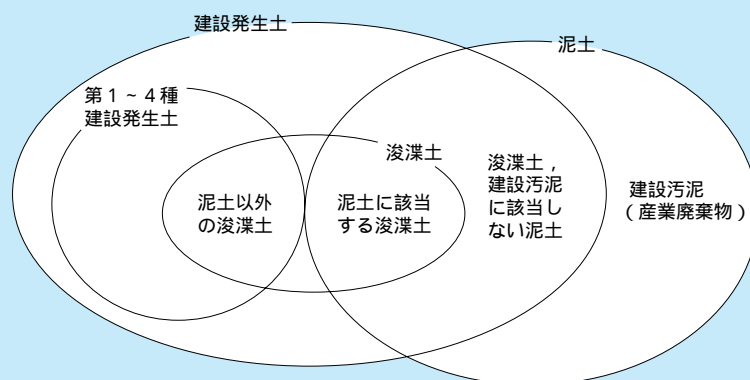 建設発生土
泥土
第1~4種
建設発生土
浚渫土
泥土以外
の浚渫土
泥土に該当
する浚渫土
浚渫土，
建設汚泥
に該当し
ない泥土
建設汚泥
（産業廃棄物）